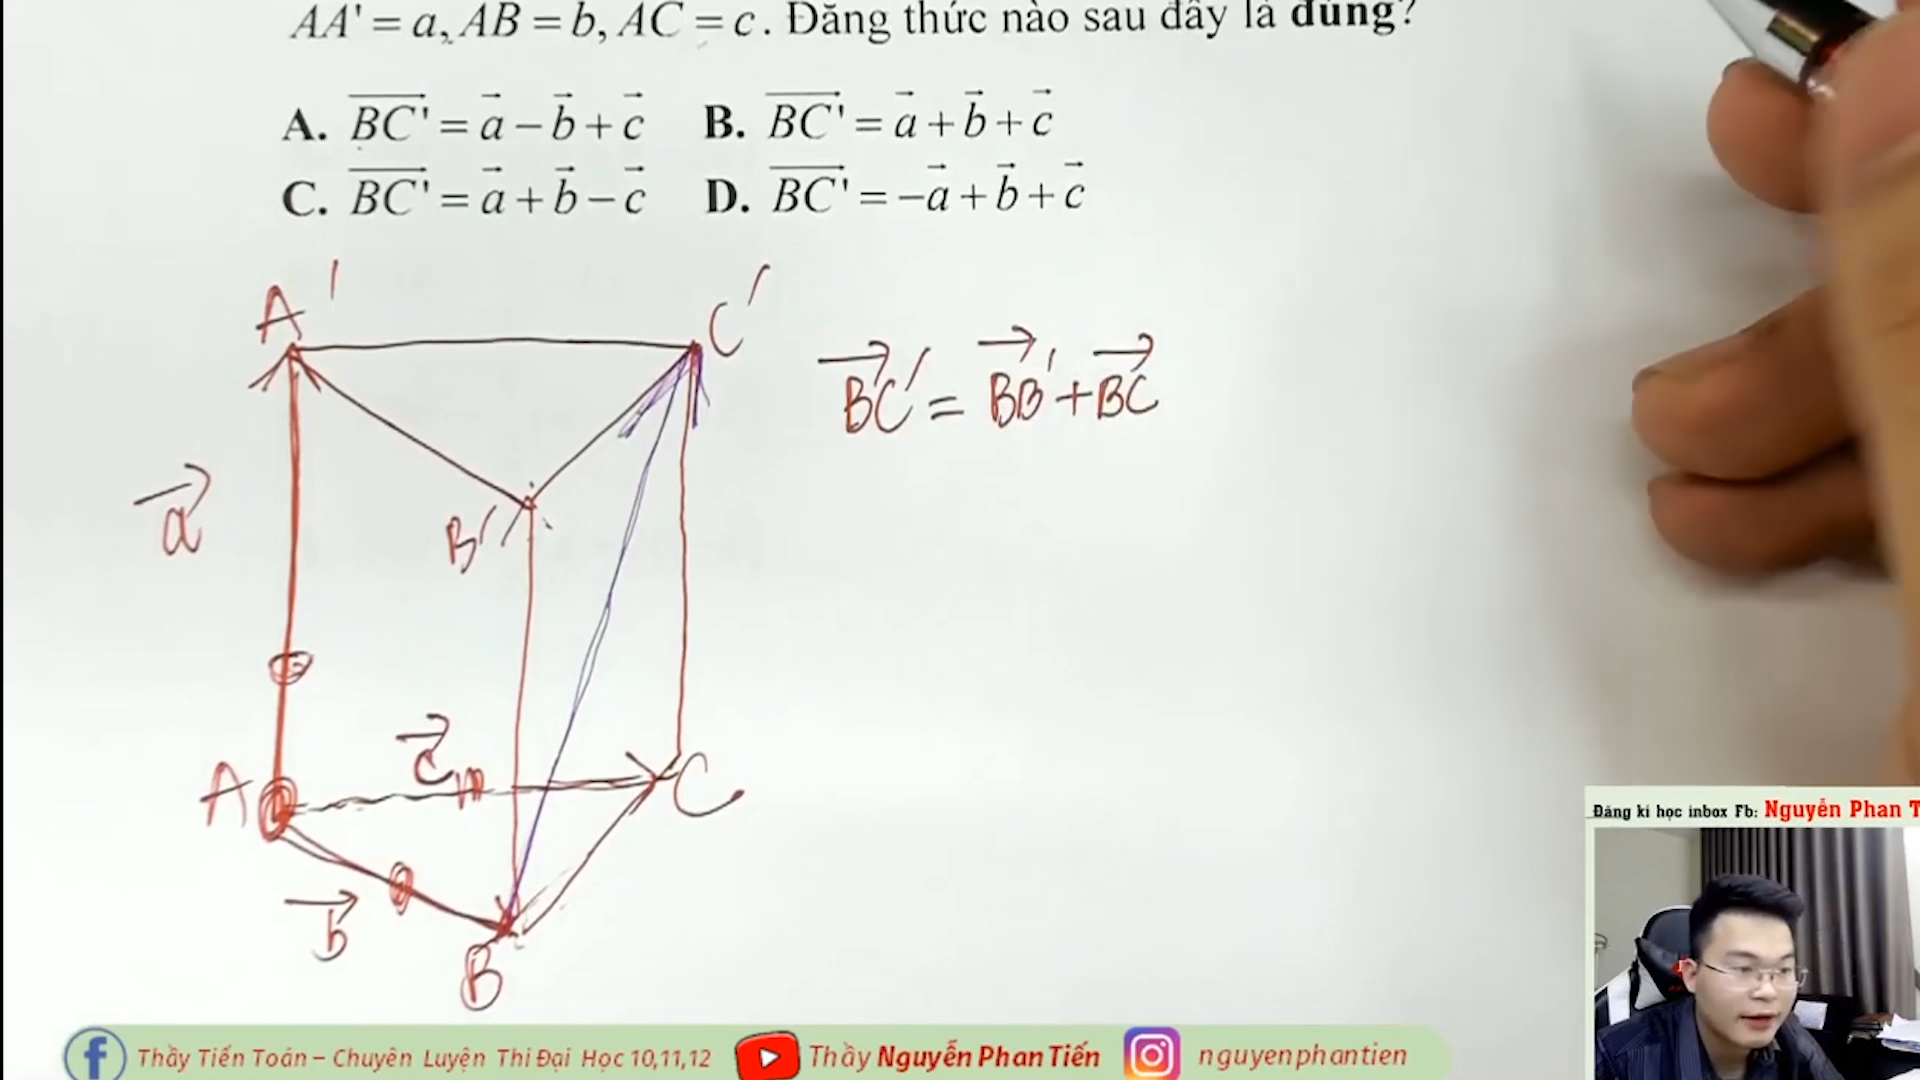 AA' = a, AB = b, AC = c. Đẳng thức nào sau đây là đúng?
A. BC' = a − b + c B. BC' = a + b + c
C. BC' = a + b − c D. BC' = −a + b + c
A' C'
BC' = BB' + BC
a
B'
c
A C
b
B
Đăng kí học inbox Fb: Nguyễn Phan T
Thầy Tiến Toán – Chuyên Luyện Thi Đại Học 10,11,12 Thầy Nguyễn Phan Tiến nguyenphantien